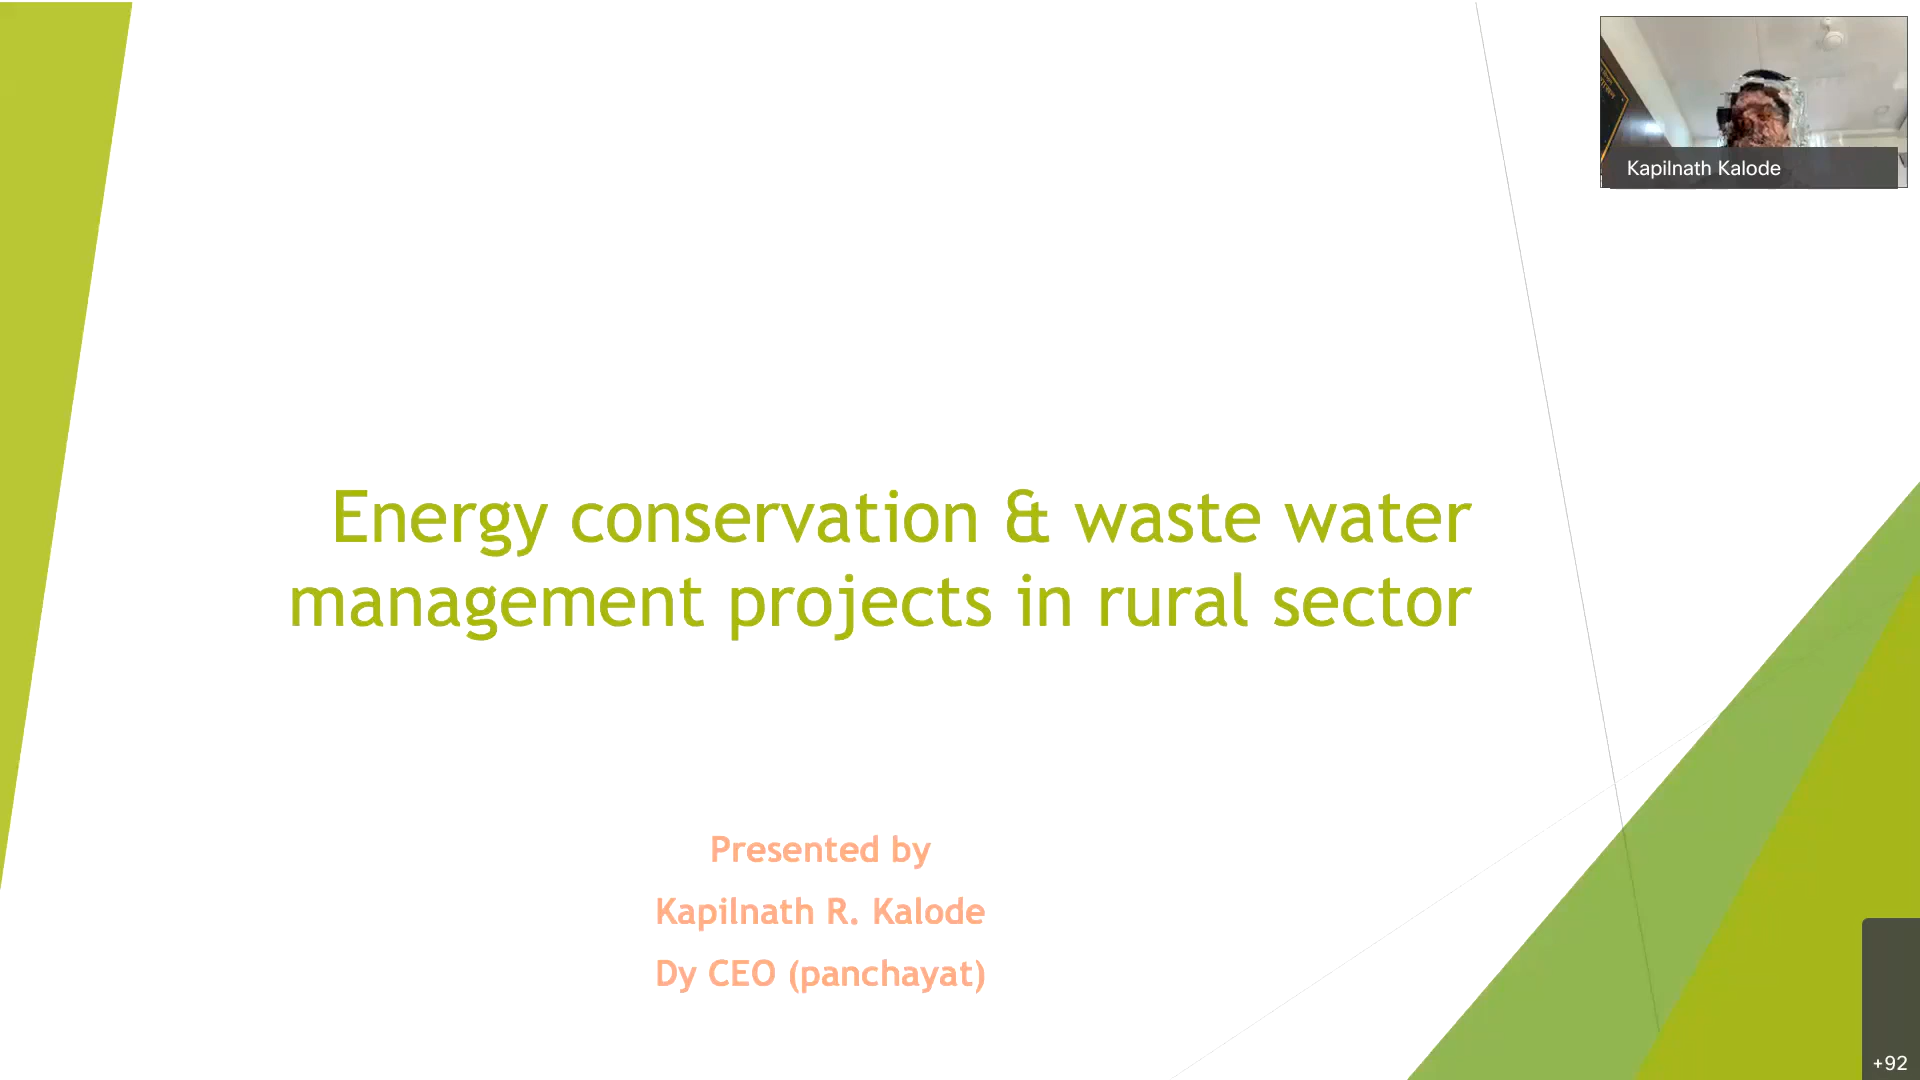 Kapilnath Kalode
Energy conservation & waste water
management projects in rural sector
Presented by
Kapilnath R. Kalode
Dy CEO (panchayat)
+92